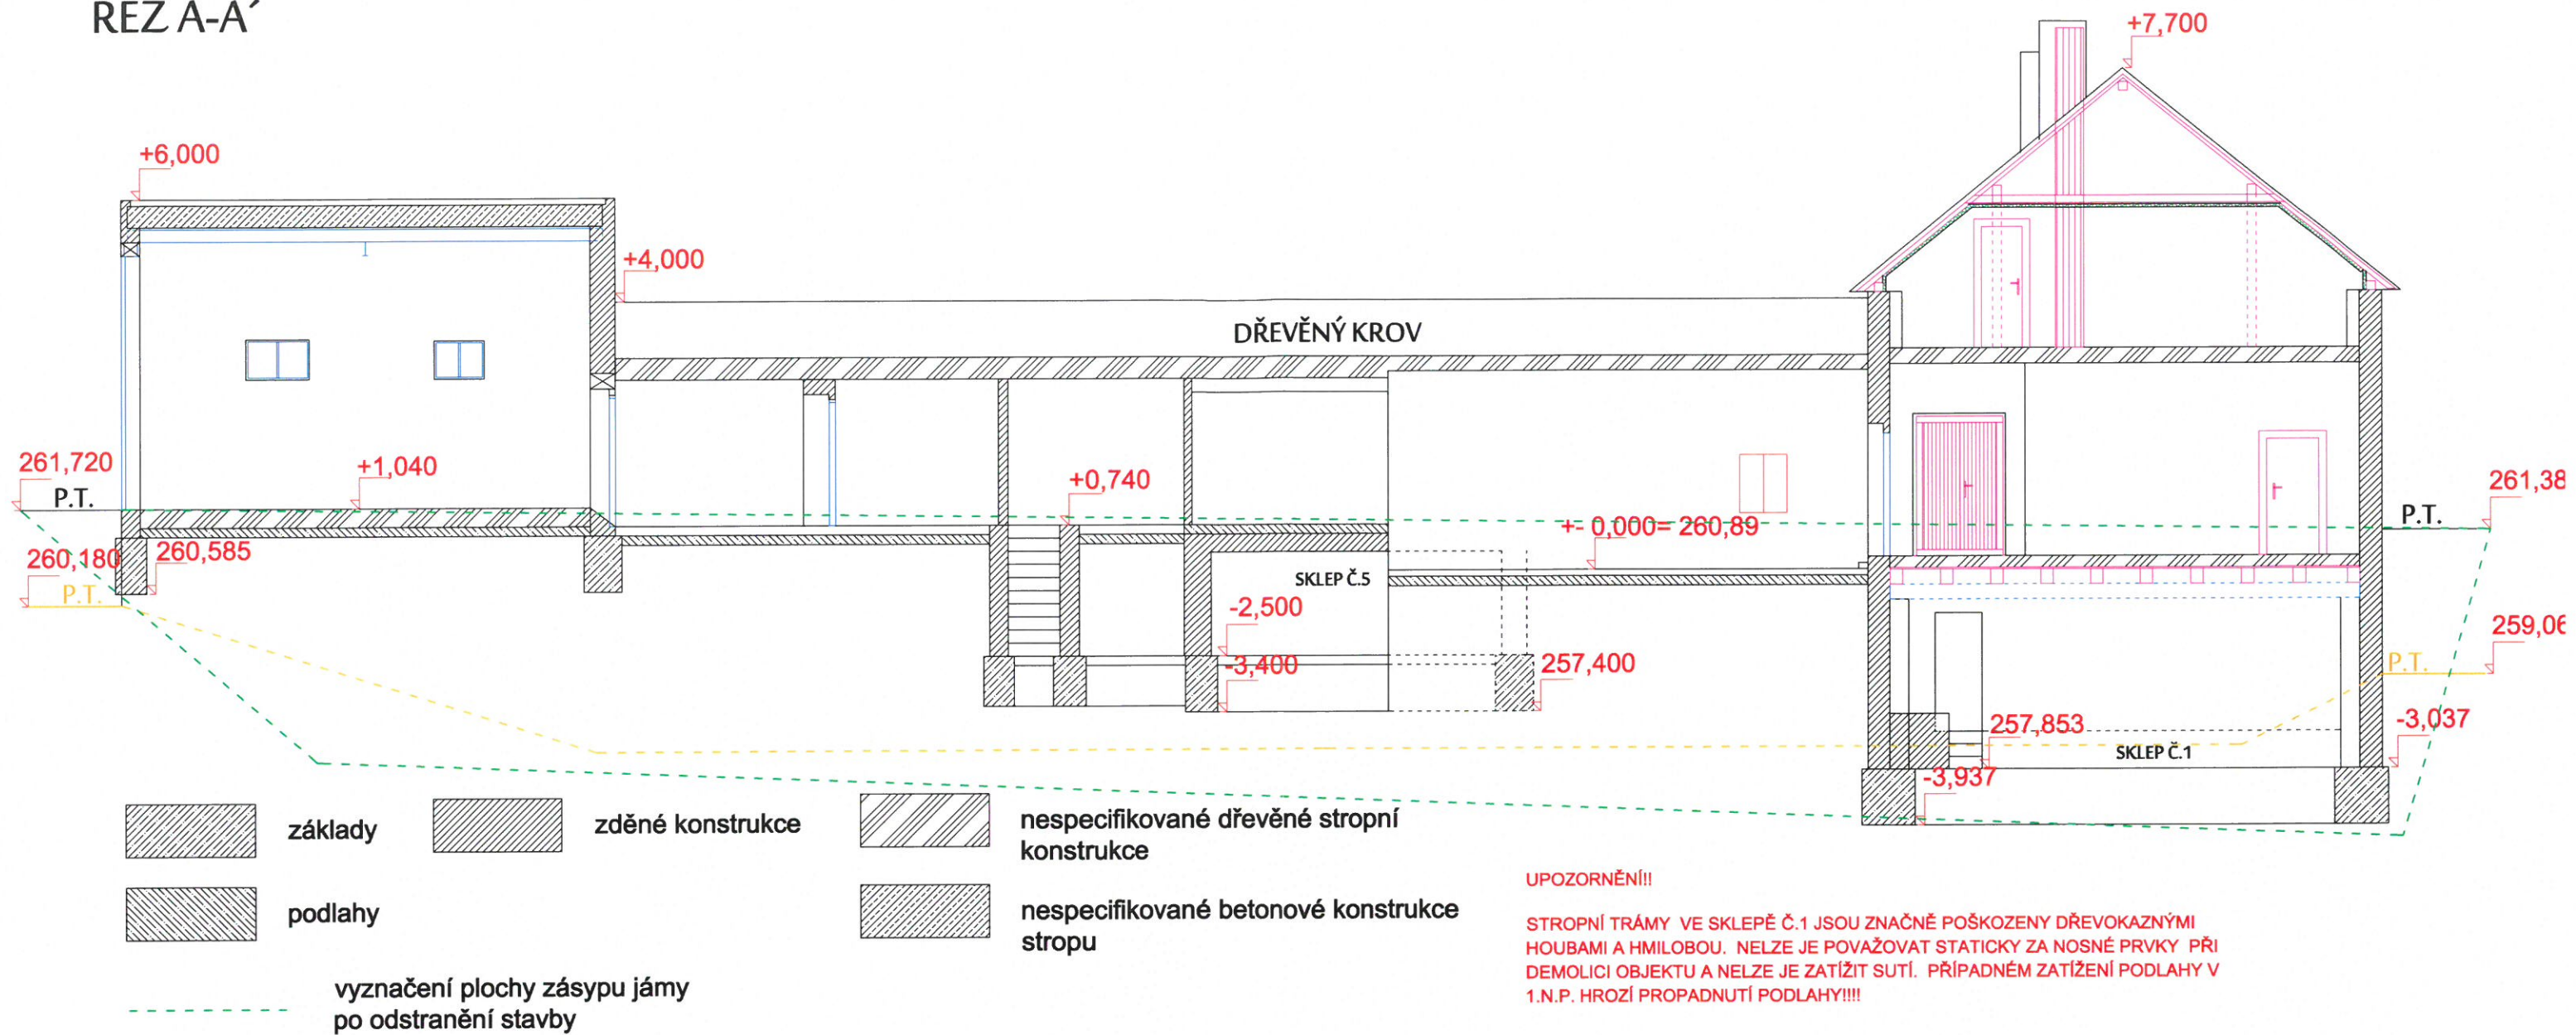 ŘEZ A-A´
+7,700
+6,000
+4,000
DŘEVĚNÝ KROV
261,720
P.T.
+1,040
+0,740
261,38
P.T.
+- 0,000= 260,89
260,180
260,585
P.T.
SKLEP Č.5
-2,500
-3,400
257,400
259,06
P.T.
257,853
-3,037
SKLEP Č.1
-3,937
základy
zděné konstrukce
nespecifikované dřevěné stropní
konstrukce
podlahy
nespecifikované betonové konstrukce
stropu
vyznačení plochy zásypu jámy
po odstranění stavby
UPOZORNĚNÍ!!
STROPNÍ TRÁMY VE SKLEPĚ Č.1 JSOU ZNAČNĚ POŠKOZENY DŘEVOKAZNÝMI
HOUBAMI A HMILOBOU. NELZE JE POVAŽOVAT STATICKY ZA NOSNÉ PRVKY PŘI
DEMOLICI OBJEKTU A NELZE JE ZATÍŽIT SUTÍ. PŘÍPADNÉM ZATÍŽENÍ PODLAHY V
1.N.P. HROZÍ PROPADNUTÍ PODLAHY!!!!